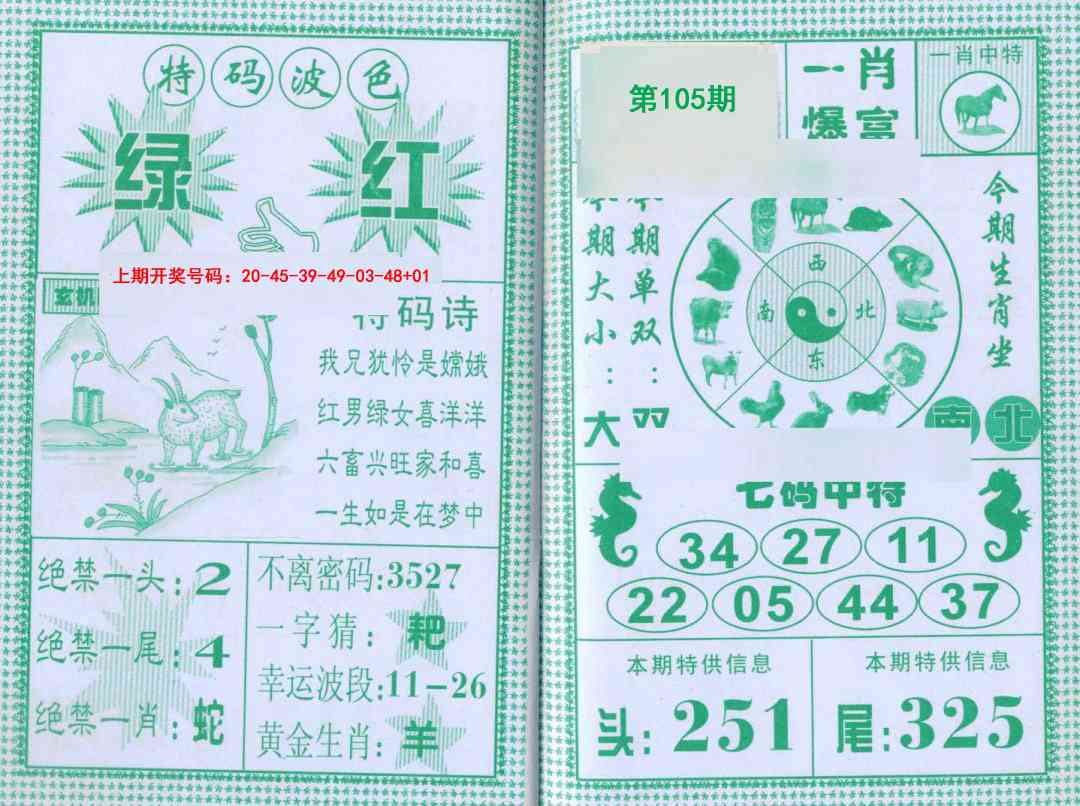 特码波色
绿 红
上期开奖号码：20-45-39-49-03-48+01
玄机
特码诗
我兄犹怜是嫦娥
红男绿女喜洋洋
六畜兴旺家和喜
一生如是在梦中
绝禁一头：2
绝禁一尾：4
绝禁一肖：蛇
不离密码：3527
一字猜：耙
幸运波段：11-26
黄金生肖：羊
第105期
一肖
爆富
一肖中特
本期大小：大
本期单双：双
西
南 北
东
今期生肖坐
南北
七码中特
34 27 11
22 05 44 37
本期特供信息
头：251
本期特供信息
尾：325